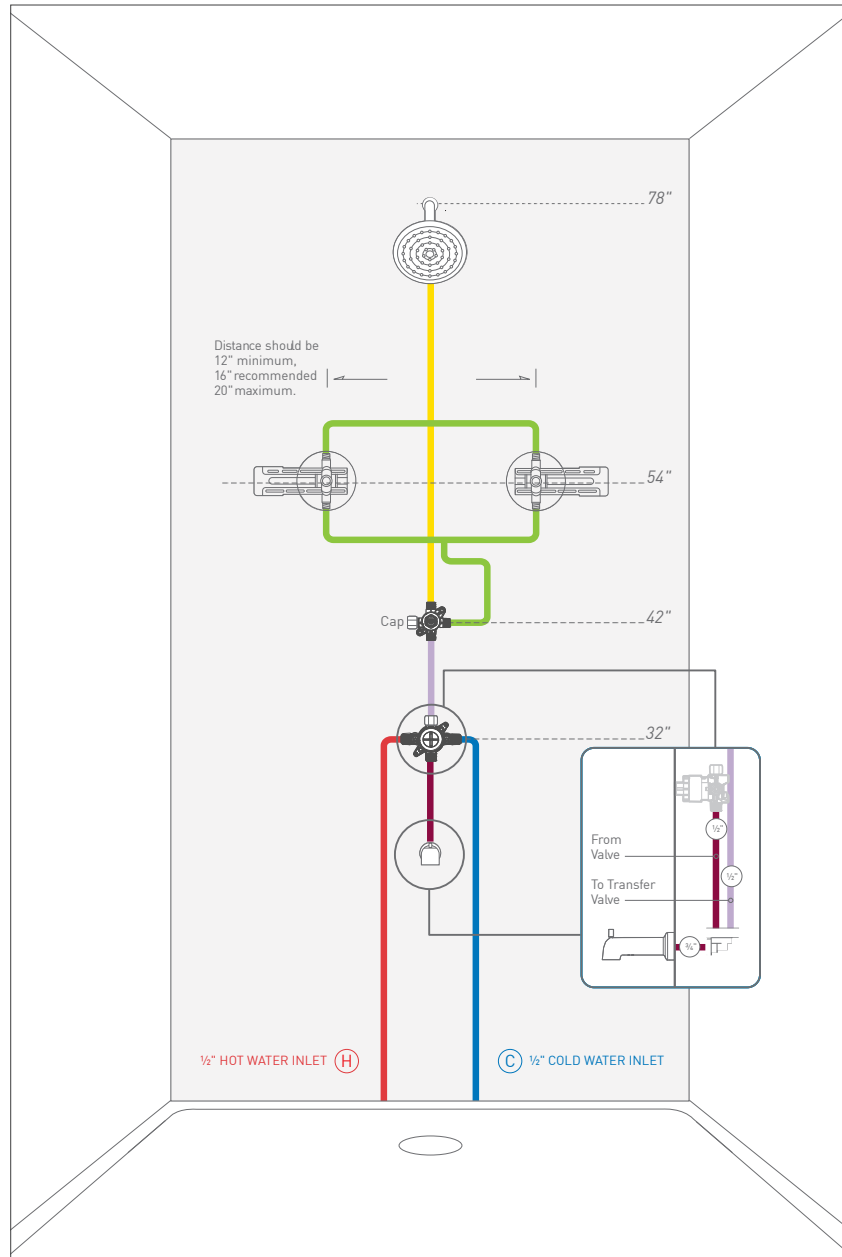 78"
Distance should be
12" minimum,
16" recommended
20" maximum.
54"
Cap
42"
32"
½"
From
Valve
½"
To Transfer
Valve
¾"
½" HOT WATER INLET H
C ½" COLD WATER INLET